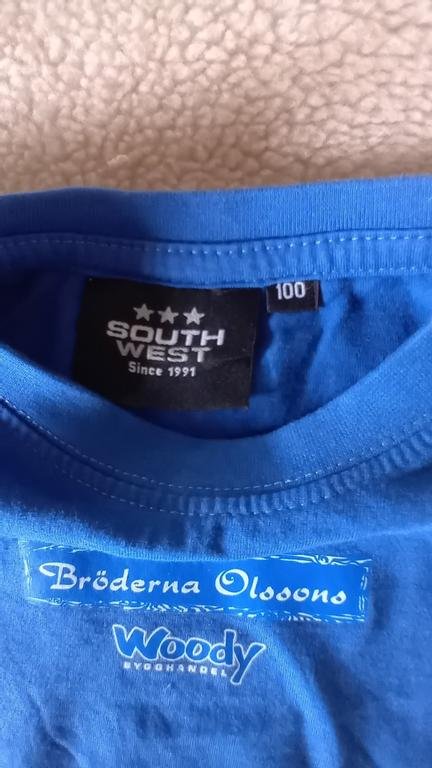 SOUTH
WEST
Since 1991
100
Bröderna Olssons
Woody
BYGGHANDEL